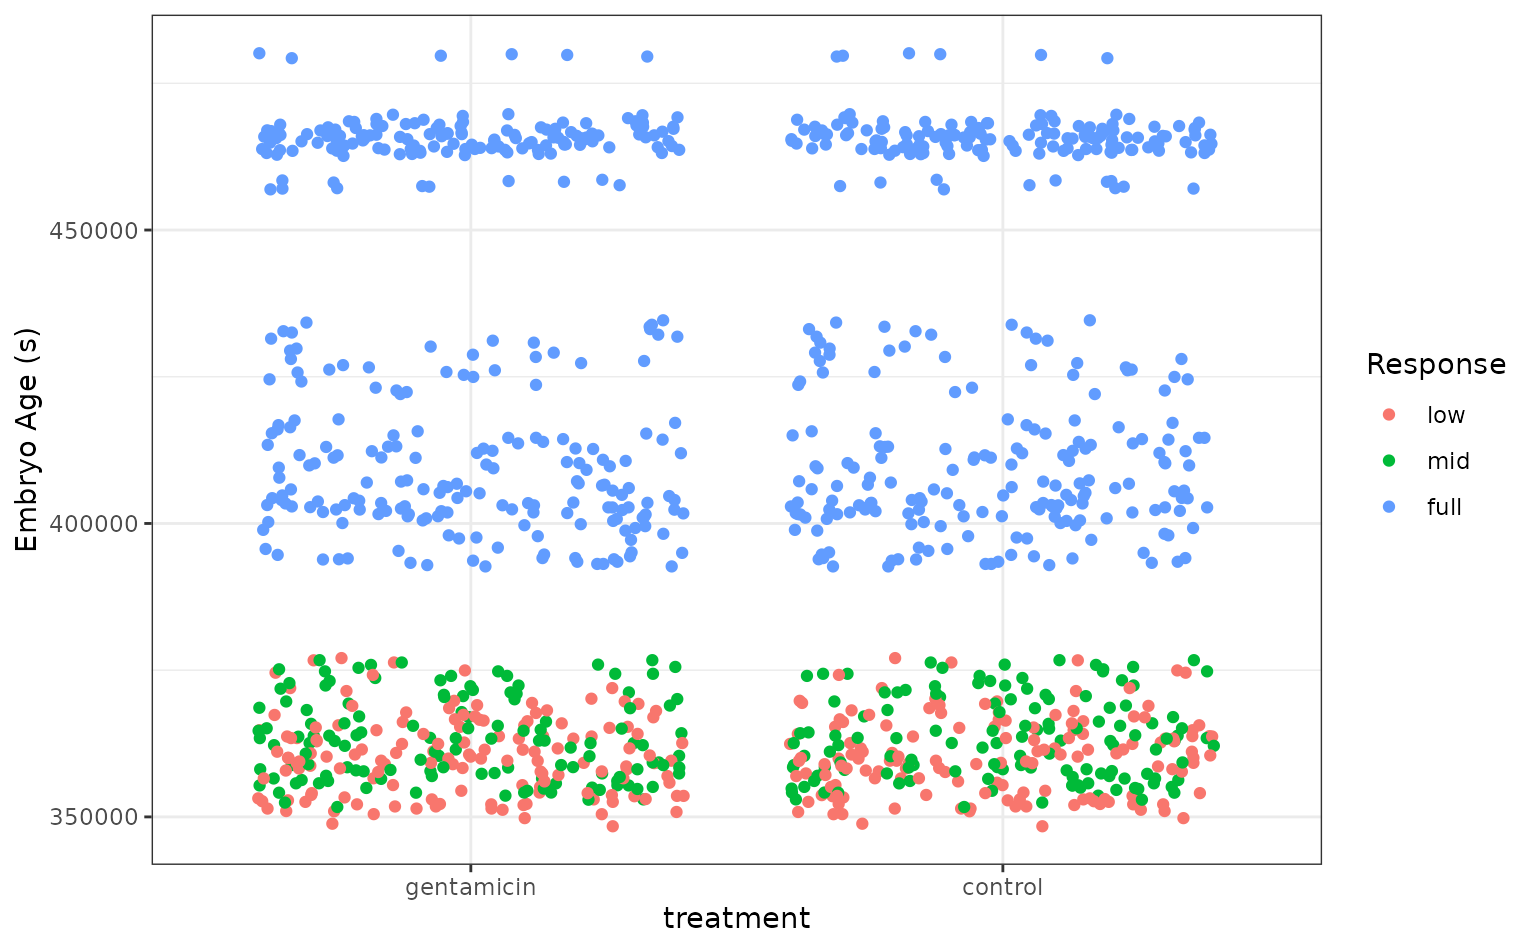 Embryo Age (s)
450000
400000
350000
gentamicin
control
treatment
Response
low
mid
full